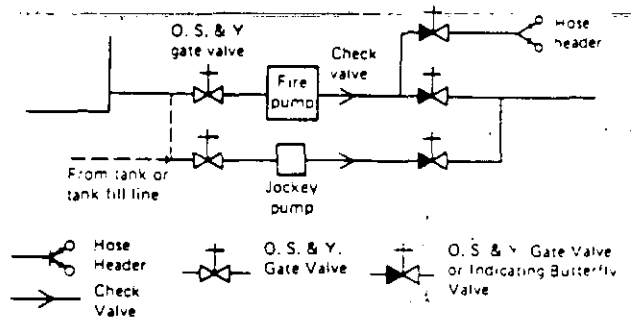 O. S. & Y
gate valve
Fire
pump
Check
valve
Hose
header
From tank or
tank fill line
Jockey
pump
Hose
Header
Check
Valve
O. S. & Y.
Gate Valve
O. S. & Y. Gate Valve
or Indicating Butterfly
Valve